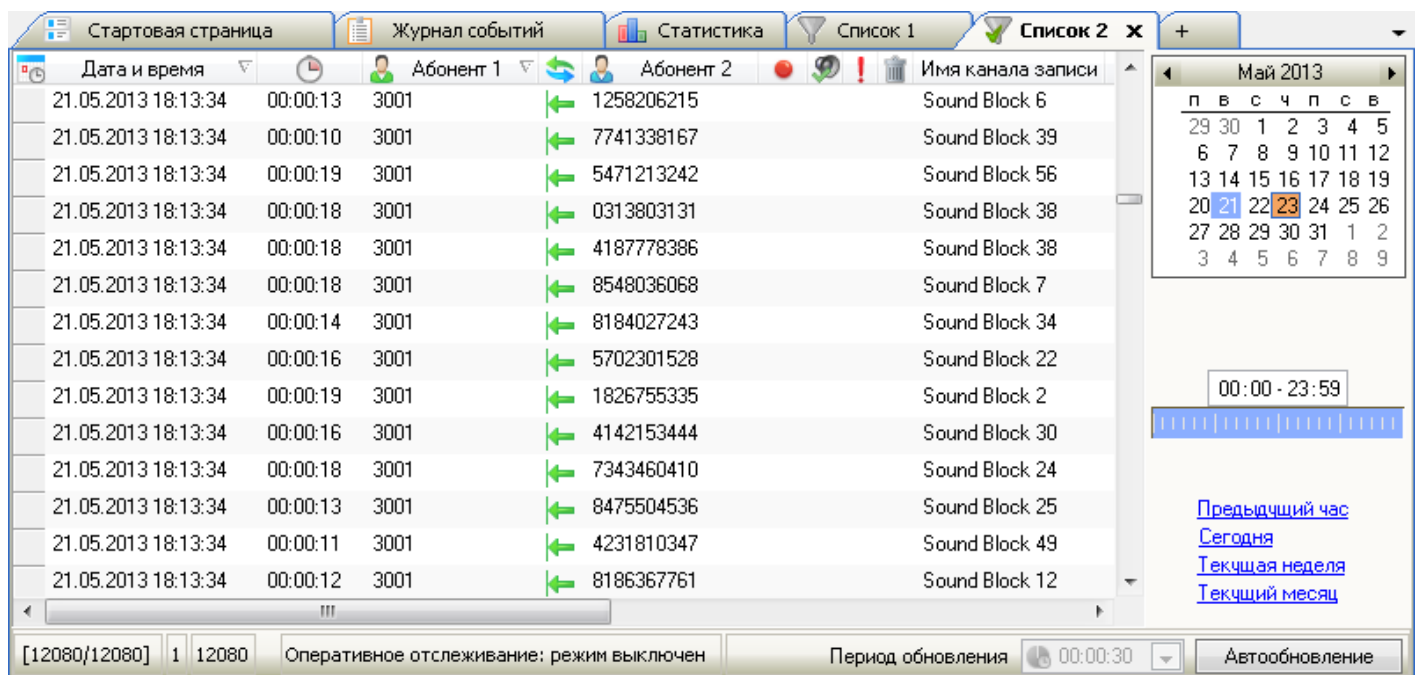 Стартовая страница Журнал событий Статистика Список 1 Список 2 x +
Дата и время Абонент 1 Абонент 2 Имя канала записи
21.05.2013 18:13:34 00:00:13 3001 1258206215 Sound Block 6
21.05.2013 18:13:34 00:00:10 3001 7741338167 Sound Block 39
21.05.2013 18:13:34 00:00:19 3001 5471213242 Sound Block 56
21.05.2013 18:13:34 00:00:18 3001 0313803131 Sound Block 38
21.05.2013 18:13:34 00:00:18 3001 4187778386 Sound Block 38
21.05.2013 18:13:34 00:00:18 3001 8548036068 Sound Block 7
21.05.2013 18:13:34 00:00:14 3001 8184027243 Sound Block 34
21.05.2013 18:13:34 00:00:16 3001 5702301528 Sound Block 22
21.05.2013 18:13:34 00:00:19 3001 1826755335 Sound Block 2
21.05.2013 18:13:34 00:00:16 3001 4142153444 Sound Block 30
21.05.2013 18:13:34 00:00:18 3001 7343460410 Sound Block 24
21.05.2013 18:13:34 00:00:13 3001 8475504536 Sound Block 25
21.05.2013 18:13:34 00:00:11 3001 4231810347 Sound Block 49
21.05.2013 18:13:34 00:00:12 3001 8186367761 Sound Block 12
Май 2013
П В С Ч П С В
29 30 1 2 3 4 5
6 7 8 9 10 11 12
13 14 15 16 17 18 19
20 21 22 23 24 25 26
27 28 29 30 31 1 2
3 4 5 6 7 8 9
00:00 - 23:59
Предыдущий час
Сегодня
Текущая неделя
Текущий месяц
[12080/12080] 1 12080 Оперативное отслеживание: режим выключен Период обновления 00:00:30 Автообновление